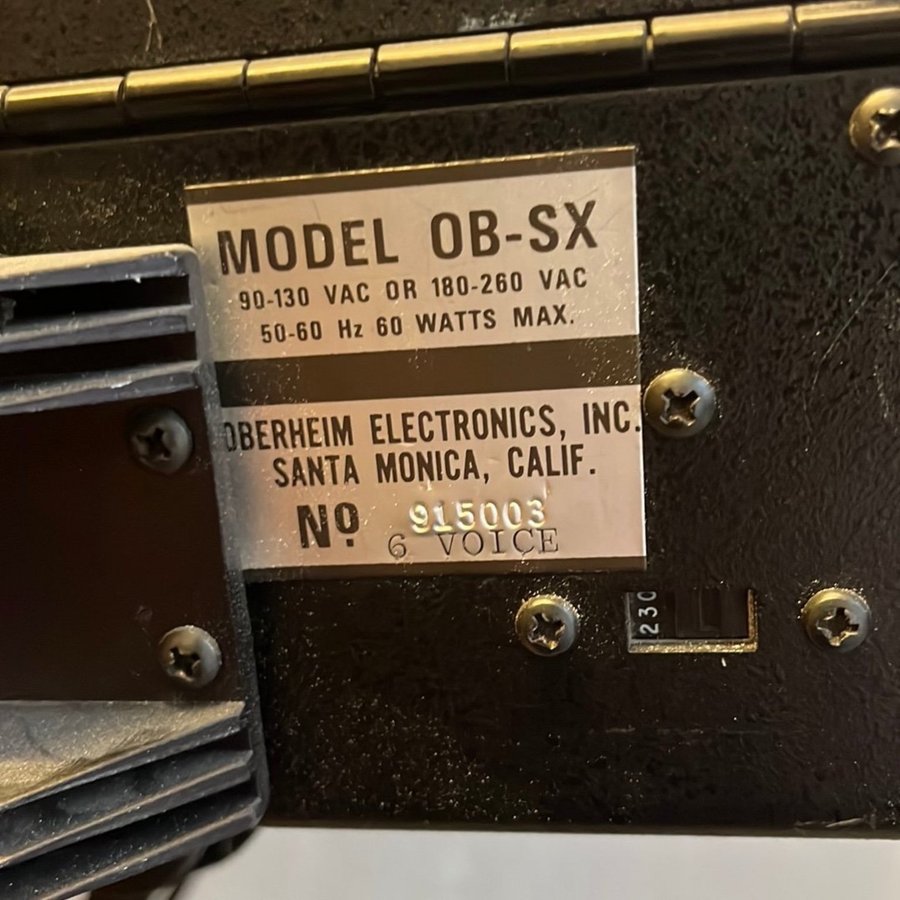 MODEL OB-SX
90-130 VAC OR 180-260 VAC
50-60 Hz 60 WATTS MAX.
OBERHEIM ELECTRONICS, INC.
SANTA MONICA, CALIF.
Nº 915003
6 VOICE
230